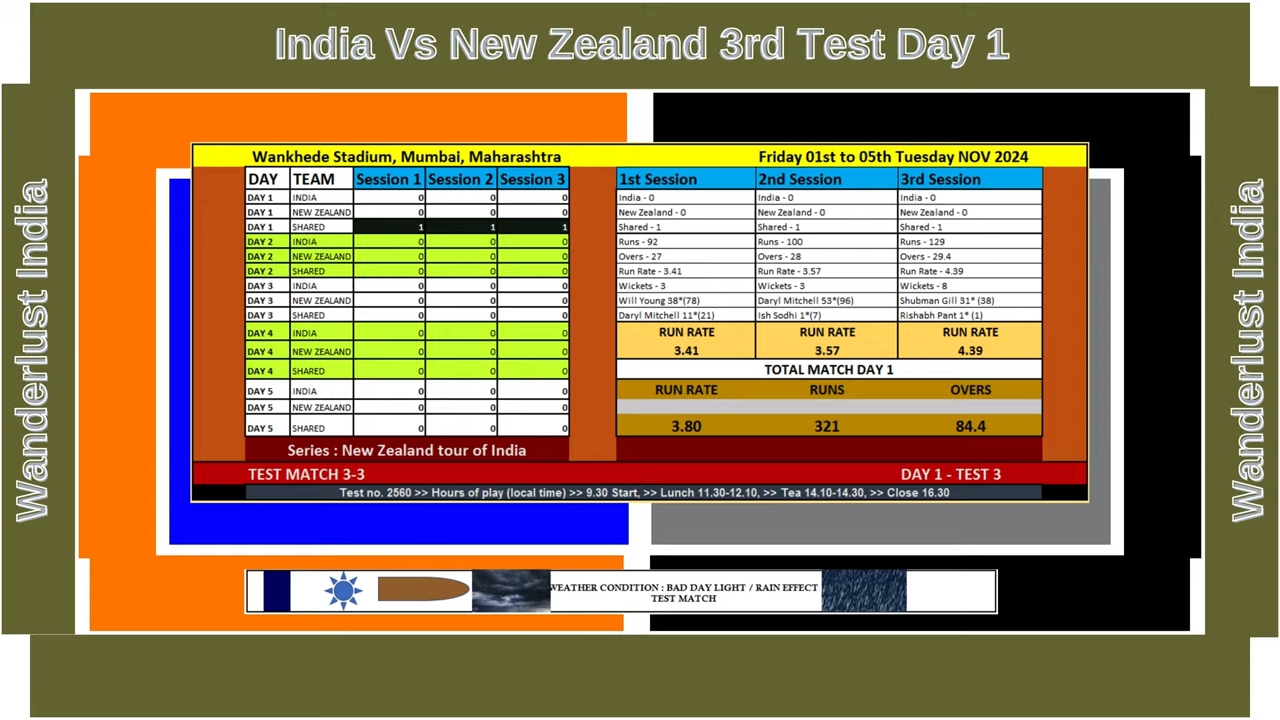 India Vs New Zealand 3rd Test Day 1
Wanderlust India
Wankhede Stadium, Mumbai, Maharashtra
Friday 01st to 05th Tuesday NOV 2024
DAY TEAM Session 1 Session 2 Session 3
DAY 1 INDIA 0 0 0
DAY 1 NEW ZEALAND 0 0 0
DAY 1 SHARED 1 1 1
DAY 2 INDIA 0 0 0
DAY 2 NEW ZEALAND 0 0 0
DAY 2 SHARED 0 0 0
DAY 3 INDIA 0 0 0
DAY 3 NEW ZEALAND 0 0 0
DAY 3 SHARED 0 0 0
DAY 4 INDIA 0 0 0
DAY 4 NEW ZEALAND 0 0 0
DAY 4 SHARED 0 0 0
DAY 5 INDIA 0 0 0
DAY 5 NEW ZEALAND 0 0 0
DAY 5 SHARED 0 0 0
Series : New Zealand tour of India
1st Session 2nd Session 3rd Session
India - 0 India - 0 India - 0
New Zealand - 0 New Zealand - 0 New Zealand - 0
Shared - 1 Shared - 1 Shared - 1
Runs - 92 Runs - 100 Runs - 129
Overs - 27 Overs - 28 Overs - 29.4
Run Rate - 3.41 Run Rate - 3.57 Run Rate - 4.39
Wickets - 3 Wickets - 3 Wickets - 8
Will Young 38*(78) Daryl Mitchell 53*(96) Shubman Gill 31* (38)
Daryl Mitchell 11*(21) Ish Sodhi 1*(7) Rishabh Pant 1* (1)
RUN RATE RUN RATE RUN RATE
3.41 3.57 4.39
TOTAL MATCH DAY 1
RUN RATE RUNS OVERS
3.80 321 84.4
TEST MATCH 3-3
DAY 1 - TEST 3
Test no. 2560 >> Hours of play (local time) >> 9.30 Start, >> Lunch 11.30-12.10, >> Tea 14.10-14.30, >> Close 16.30
WEATHER CONDITION : BAD DAY LIGHT / RAIN EFFECT
TEST MATCH
Wanderlust India